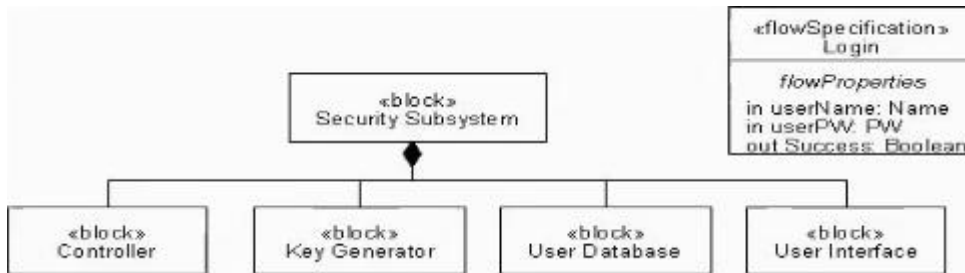 «flowSpecification»
Login
flowProperties
in userName: Name
in userPW: PW
out Success: Boolean
«block»
Security Subsystem
«block»
Controller
«block»
Key Generator
«block»
User Database
«block»
User Interface